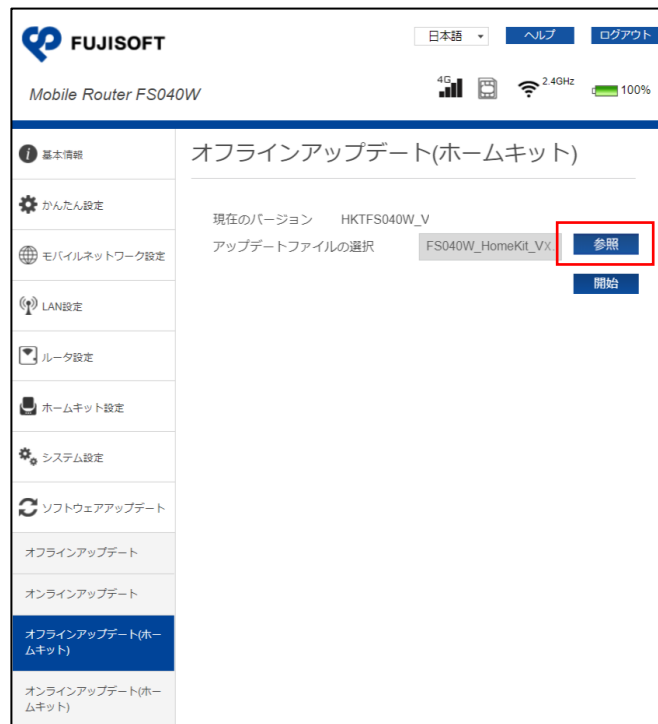 FUJISOFT
日本語
ヘルプ
ログアウト
Mobile Router FS040W
4G
2.4GHz
100%
基本情報
オフラインアップデート(ホームキット)
かんたん設定
現在のバージョン HKTFS040W_V
アップデートファイルの選択 FS040W_HomeKit_VX. 参照
モバイルネットワーク設定
開始
LAN設定
ルータ設定
ホームキット設定
システム設定
ソフトウェアアップデート
オフラインアップデート
オンラインアップデート
オフラインアップデート(ホー
ムキット)
オンラインアップデート(ホー
ムキット)